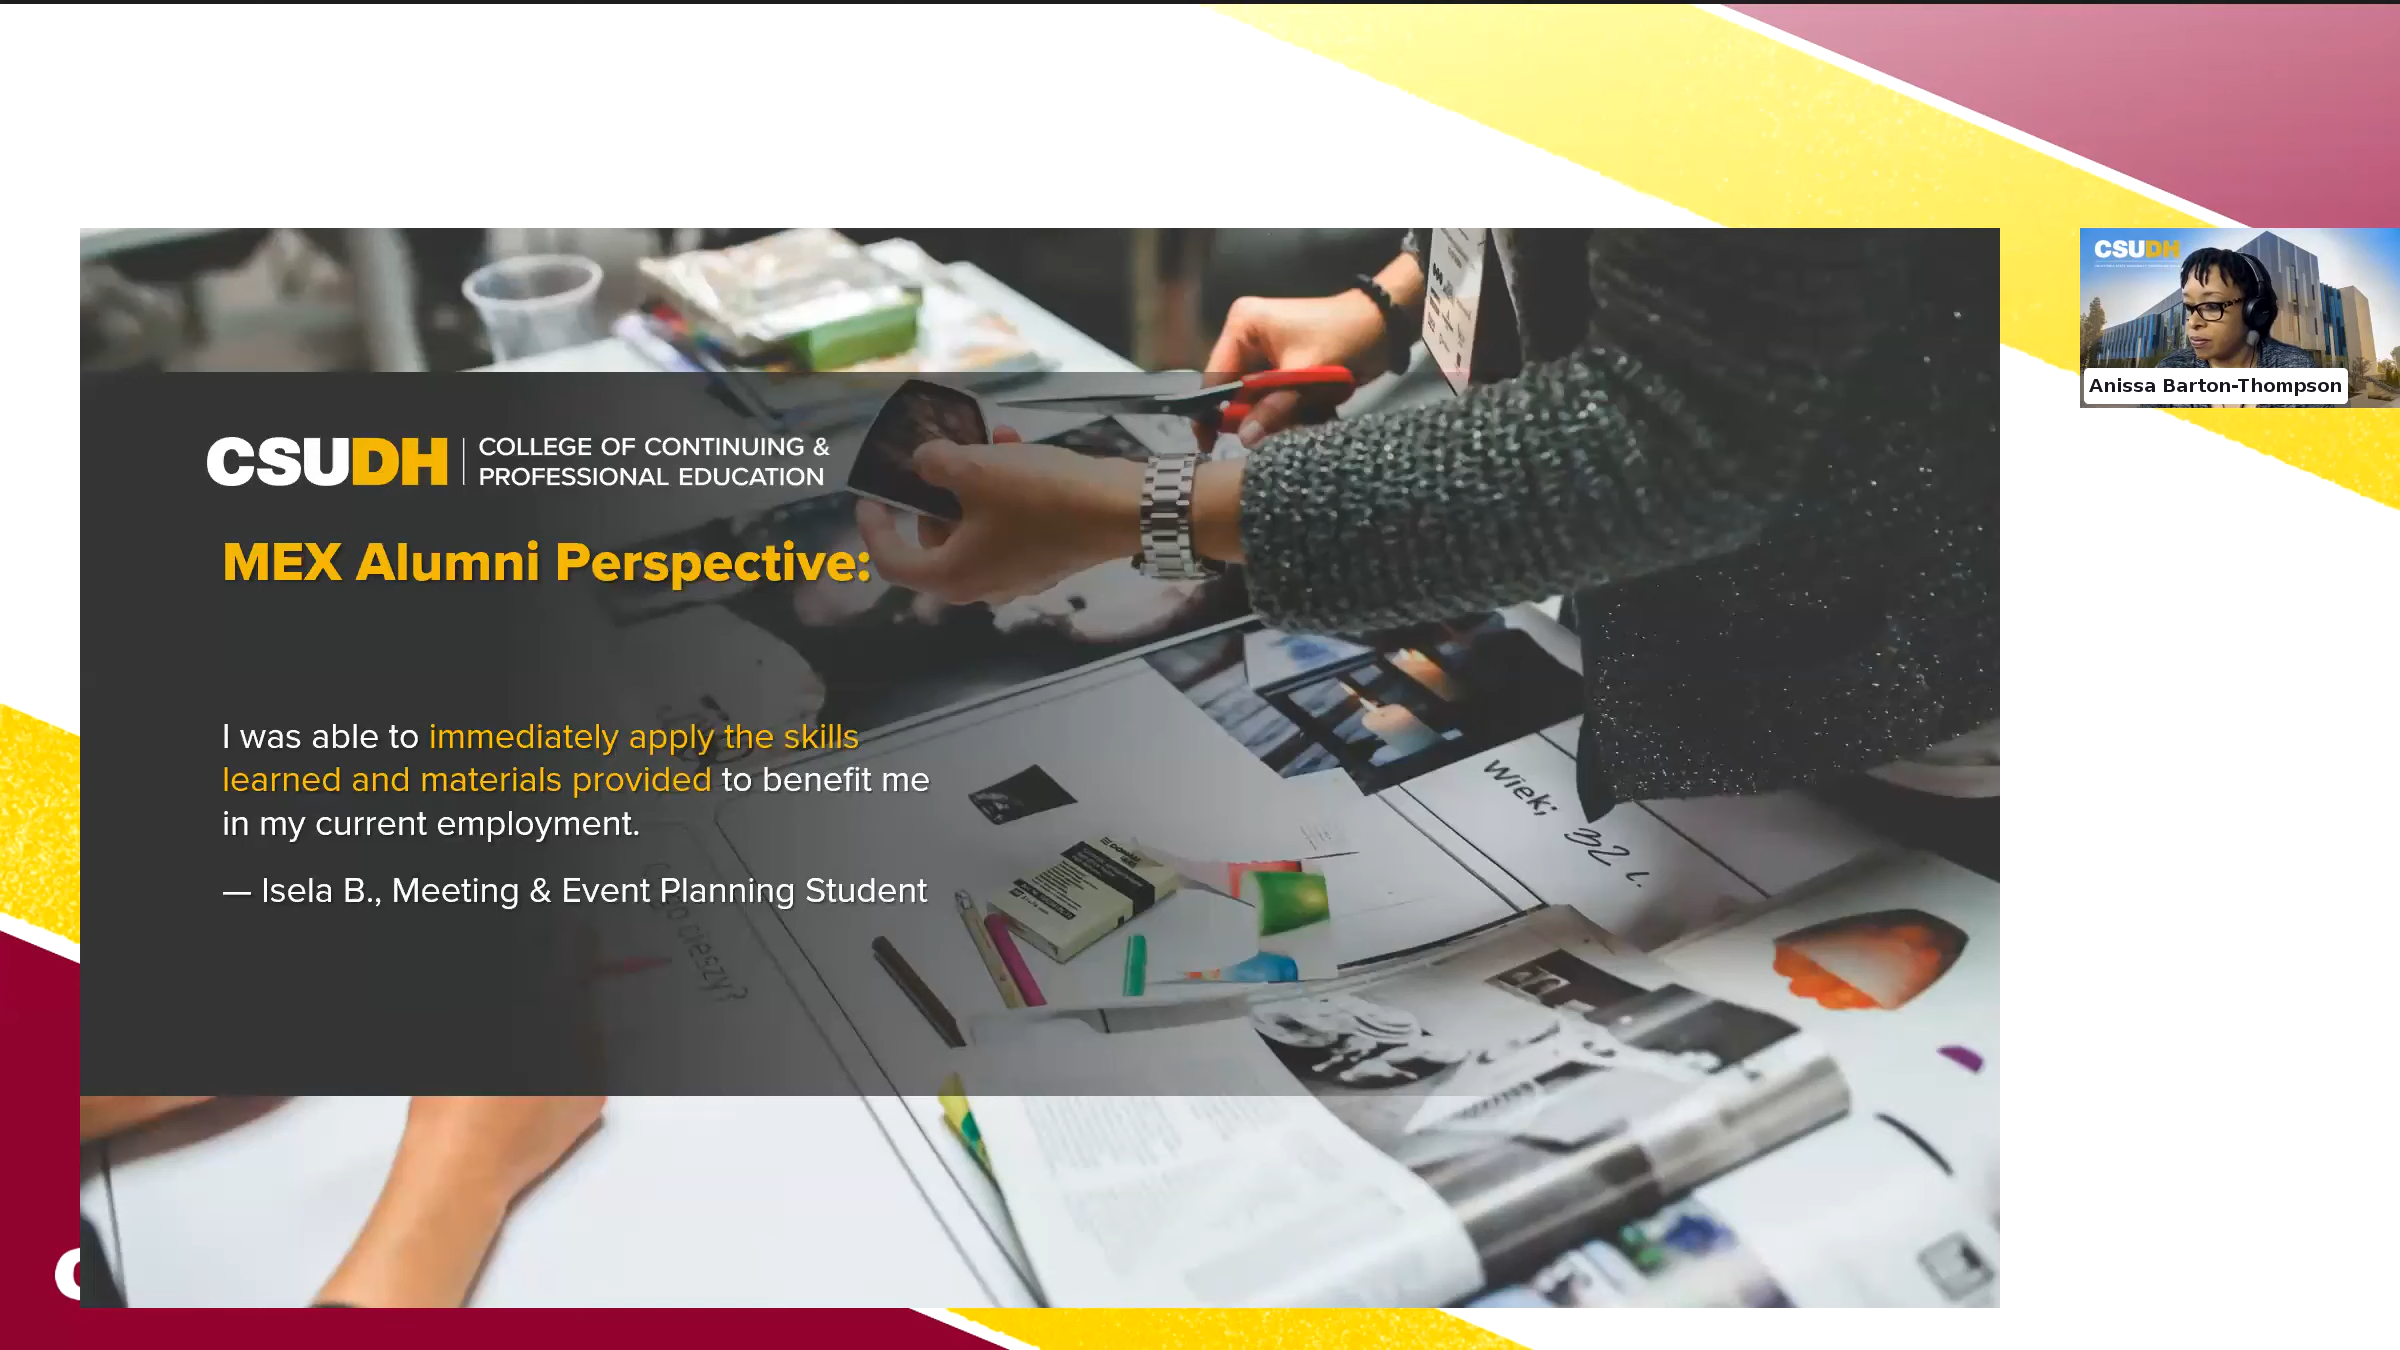 CSUDH
Anissa Barton-Thompson
CSUDH | COLLEGE OF CONTINUING &
PROFESSIONAL EDUCATION
MEX Alumni Perspective:
I was able to immediately apply the skills
learned and materials provided to benefit me
in my current employment.
— Isela B., Meeting & Event Planning Student
Wiek;
32 l.